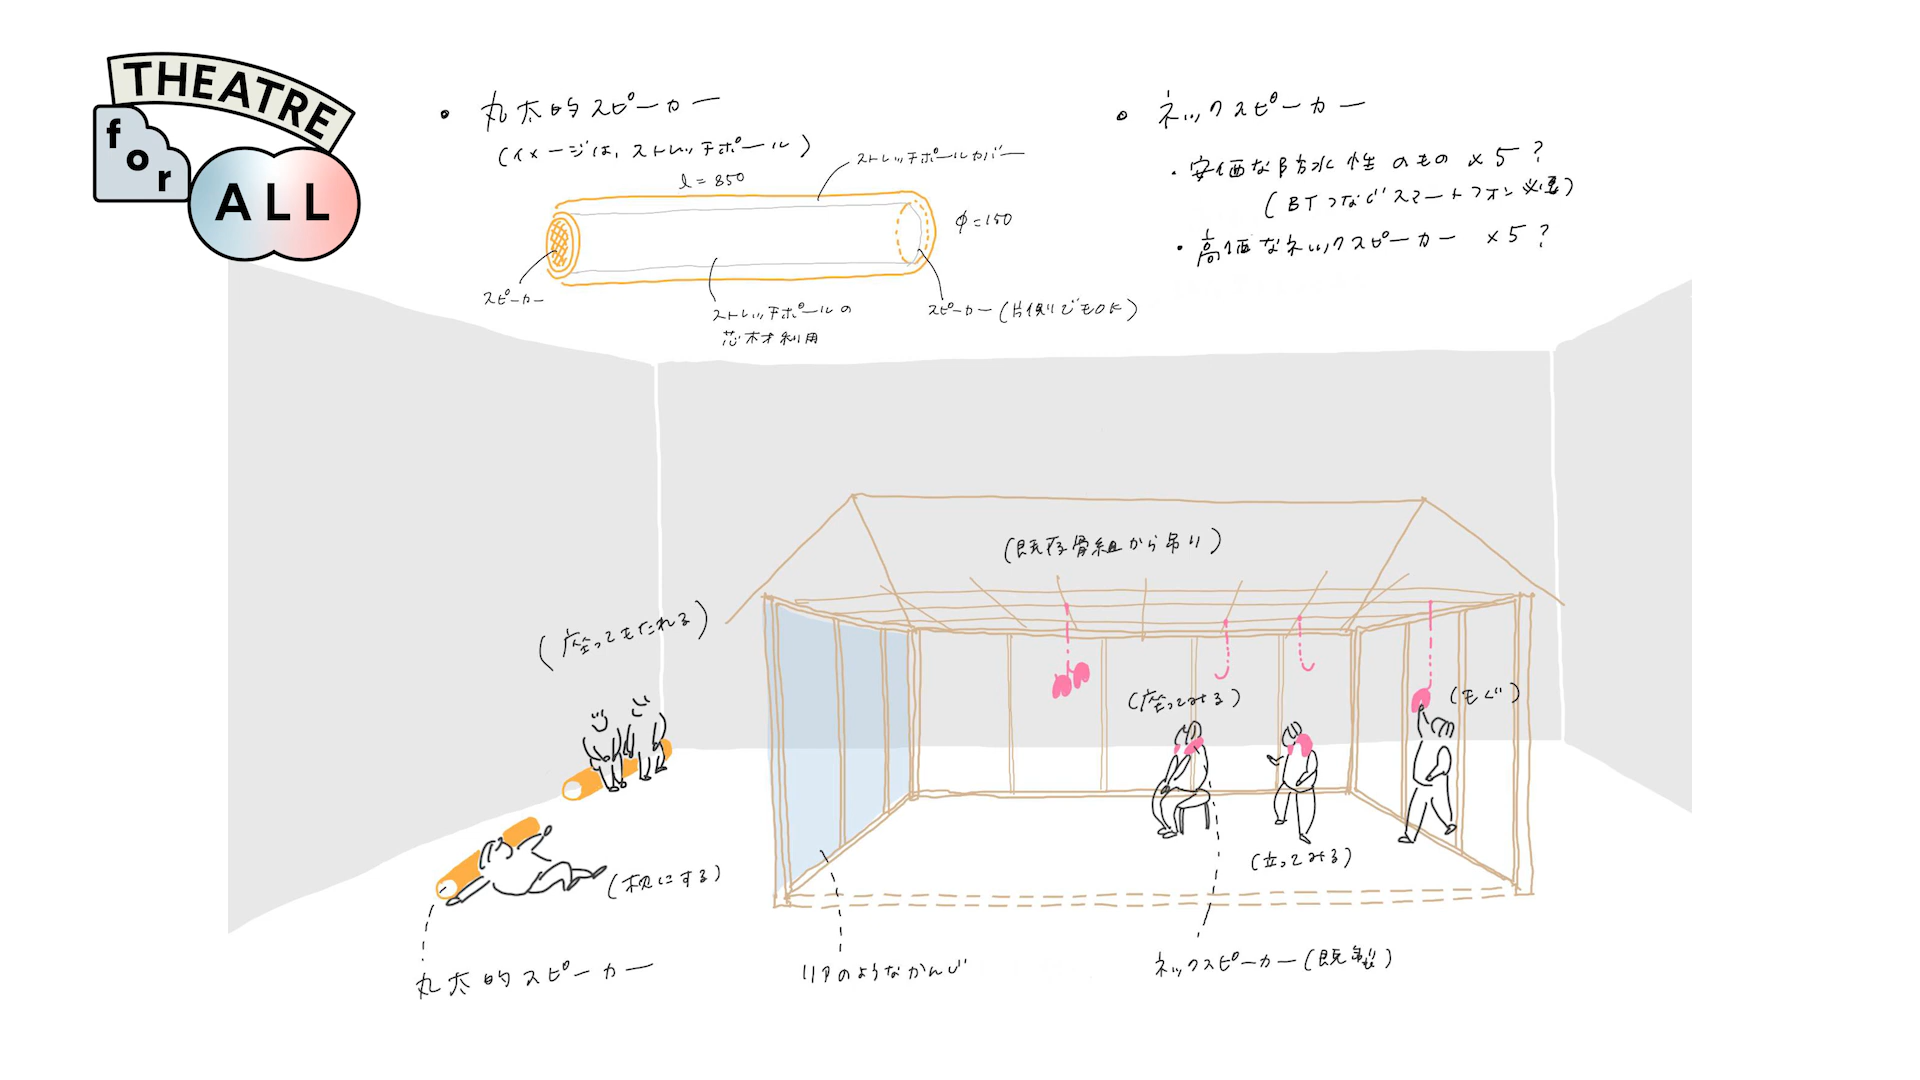 THEATRE
for
ALL
• 丸太的スピーカー
(イメージは、ストレッチポール)
l=850
ストレッチポールカバー
φ=150
スピーカー
ストレッチポールの
芯材利用
スピーカー(片側でもOK)
• ネックスピーカー
・安価な防水性のもの ×5?
(BTつなぐスマートフォン必要)
・高価なネックスピーカー ×5?
(既存骨組から吊り)
(座ってもたれる)
(座ってみる)
(もぐ)
(立ってみる)
(枕にする)
丸太的スピーカー
リアのようなかんじ
ネックスピーカー(既製)